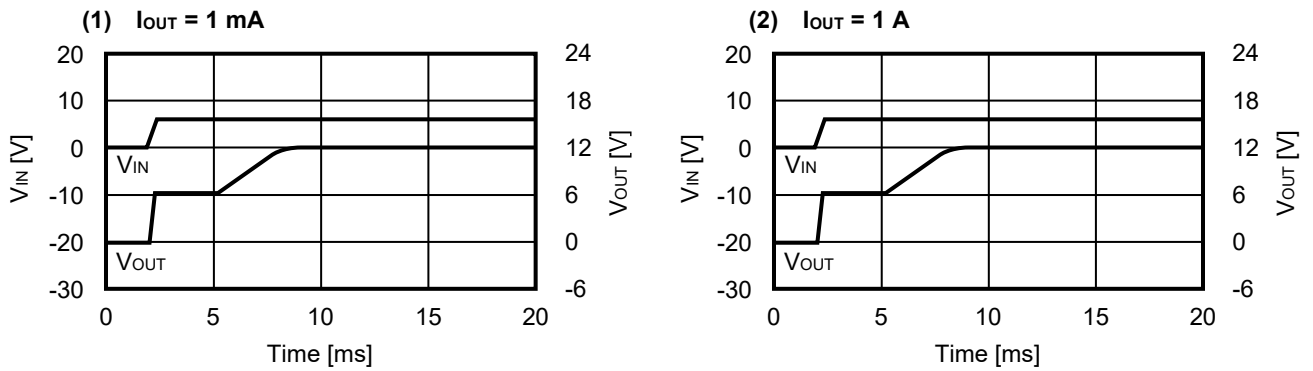 (1) IOUT = 1 mA
20
10
0
-10
-20
-30
VIN [V]
24
18
12
6
0
-6
VOUT [V]
VIN
VOUT
0 5 10 15 20
Time [ms]
(2) IOUT = 1 A
20
10
0
-10
-20
-30
VIN [V]
24
18
12
6
0
-6
VOUT [V]
VIN
VOUT
0 5 10 15 20
Time [ms]